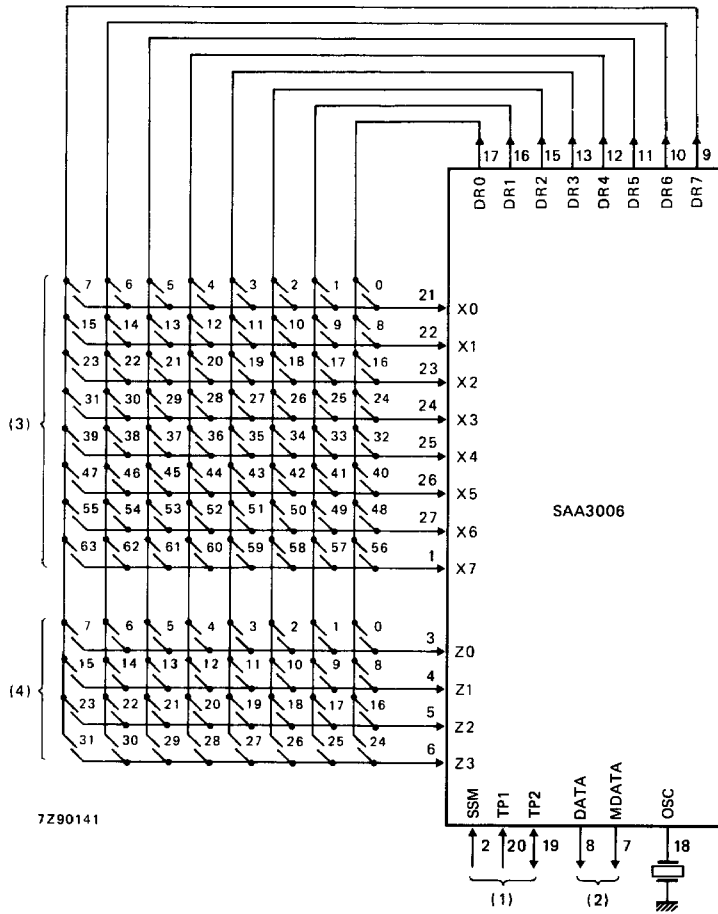 17 16 15 13 12 11 10 9
DR0 DR1 DR2 DR3 DR4 DR5 DR6 DR7
7 6 5 4 3 2 1 0 21 X0
15 14 13 12 11 10 9 8 22 X1
23 22 21 20 19 18 17 16 23 X2
31 30 29 28 27 26 25 24 24 X3
(3)
39 38 37 36 35 34 33 32 25 X4
47 46 45 44 43 42 41 40 26 X5
55 54 53 52 51 50 49 48 27 X6
SAA3006
63 62 61 60 59 58 57 56 1 X7
7 6 5 4 3 2 1 0 3 Z0
15 14 13 12 11 10 9 8 4 Z1
(4)
23 22 21 20 19 18 17 16 5 Z2
31 30 29 28 27 26 25 24 6 Z3
7Z90141
SSM TP1 TP2 DATA MDATA OSC
2 20 19 8 7 18
(1) (2)